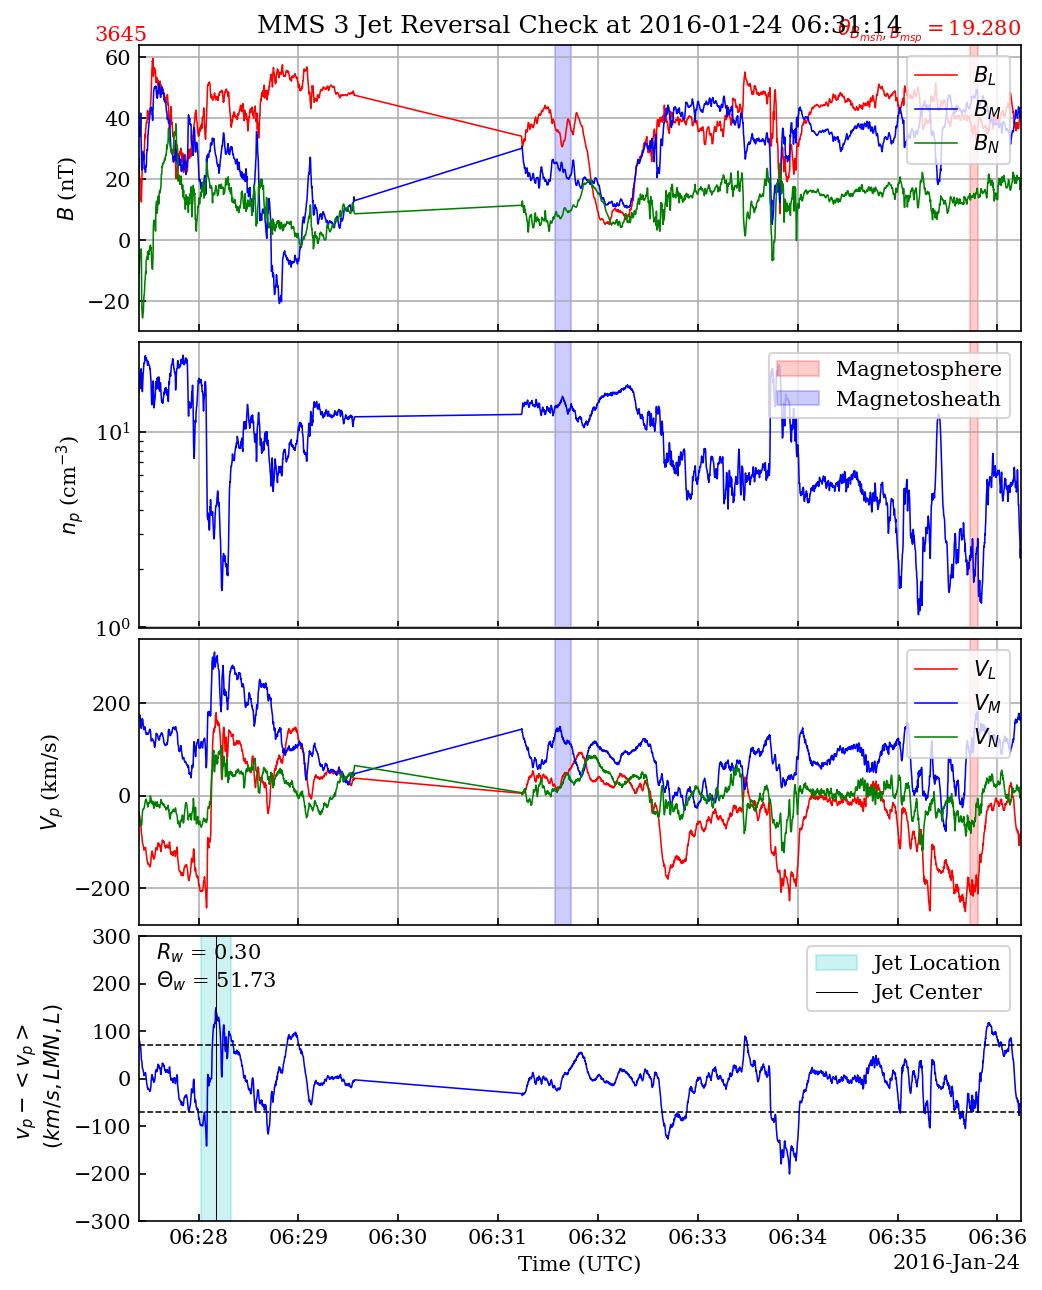 MMS 3 Jet Reversal Check at 2016-01-24 06:31:14
3645
θ_{B_{msh}, B_{msp}} = 19.280
60
40
20
0
−20
B (nT)
B_L
B_M
B_N
10^1
10^0
n_p (cm^{−3})
Magnetosphere
Magnetosheath
200
0
−200
V_p (km/s)
V_L
V_M
V_N
300
200
100
0
−100
−200
−300
v_p − < v_p >
(km/s, LMN, L)
R_w = 0.30
Θ_w = 51.73
Jet Location
Jet Center
06:28 06:29 06:30 06:31 06:32 06:33 06:34 06:35 06:36
Time (UTC)
2016-Jan-24